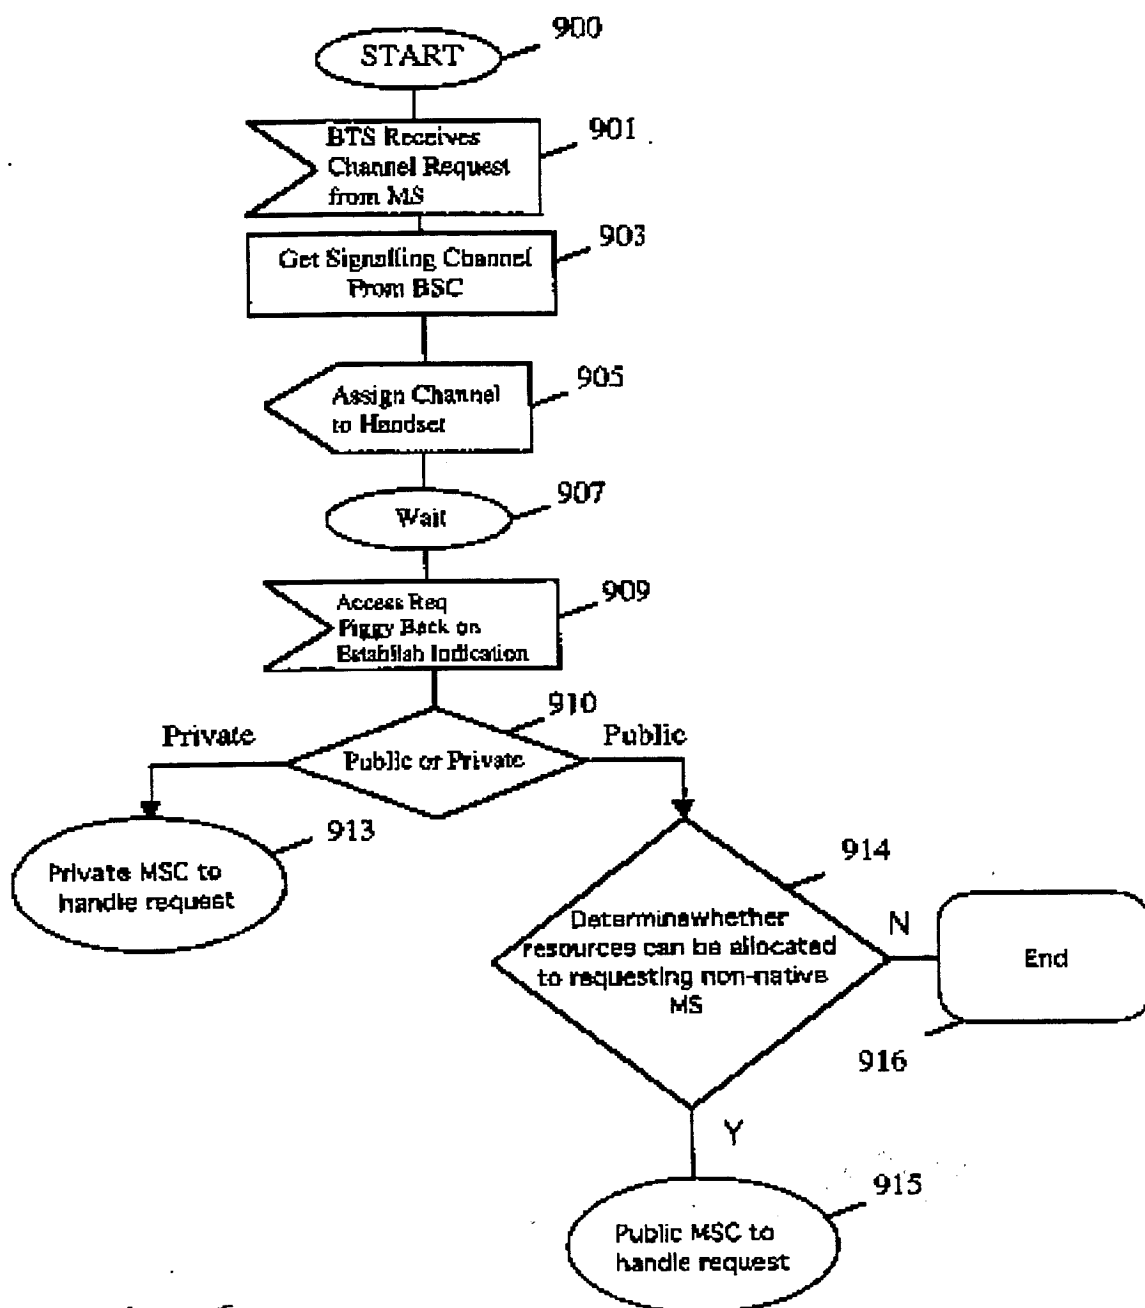 START
900
BTS Receives
Channel Request
from MS
901
Get Signalling Channel
From BSC
903
Assign Channel
to Handset
905
Wait
907
Access Req
Piggy Back on
Establish Indication
909
910
Private
Public or Private
Public
913
Private MSC to
handle request
914
Determinewhether
resources can be allocated
to requesting non-native
MS
N
End
916
Y
915
Public MSC to
handle request